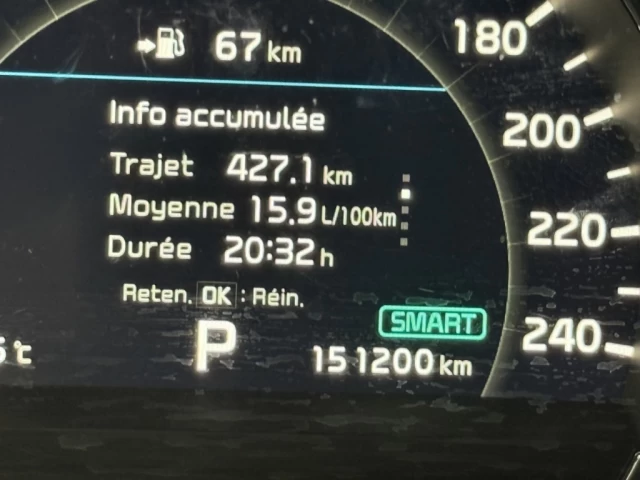 67 km
180
Info accumulée
200
Trajet 427.1 km
Moyenne 15.9 L/100km
220
Durée 20:32 h
Reten. OK : Réin.
SMART
240
℃ P 151200 km